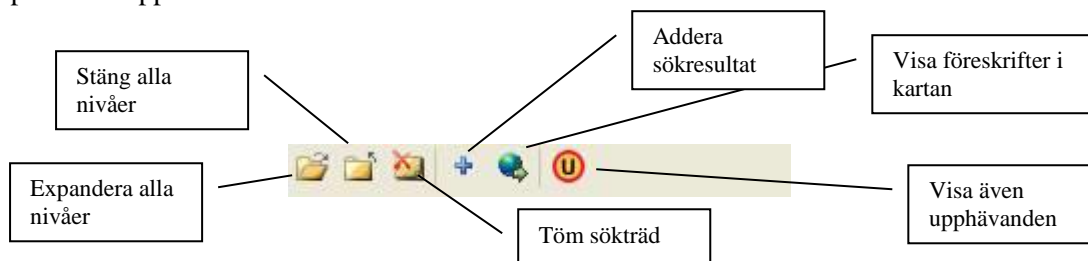 Addera
sökresultat
Visa föreskrifter i
kartan
Stäng alla
nivåer
Expandera alla
nivåer
U
Töm sökträd
Visa även
upphävanden